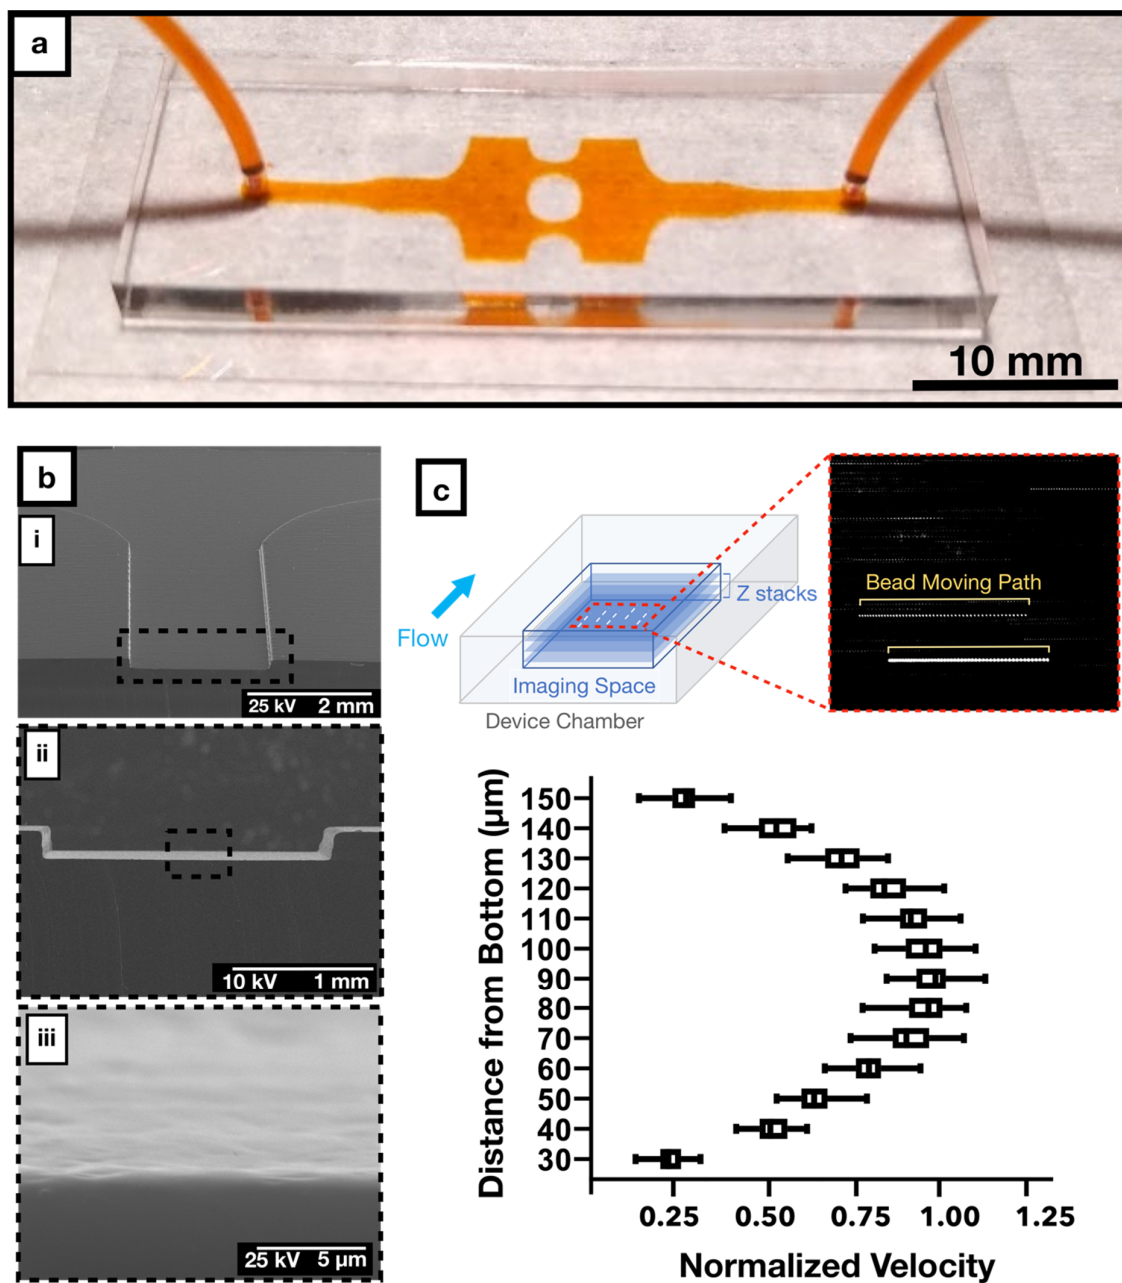 a
10 mm
b
i
25 kV 2 mm
ii
10 kV 1 mm
iii
25 kV 5 µm
c
Flow
Z stacks
Imaging Space
Device Chamber
Bead Moving Path
Distance from Bottom (µm)
150
140
130
120
110
100
90
80
70
60
50
40
30
0.25 0.50 0.75 1.00 1.25
Normalized Velocity